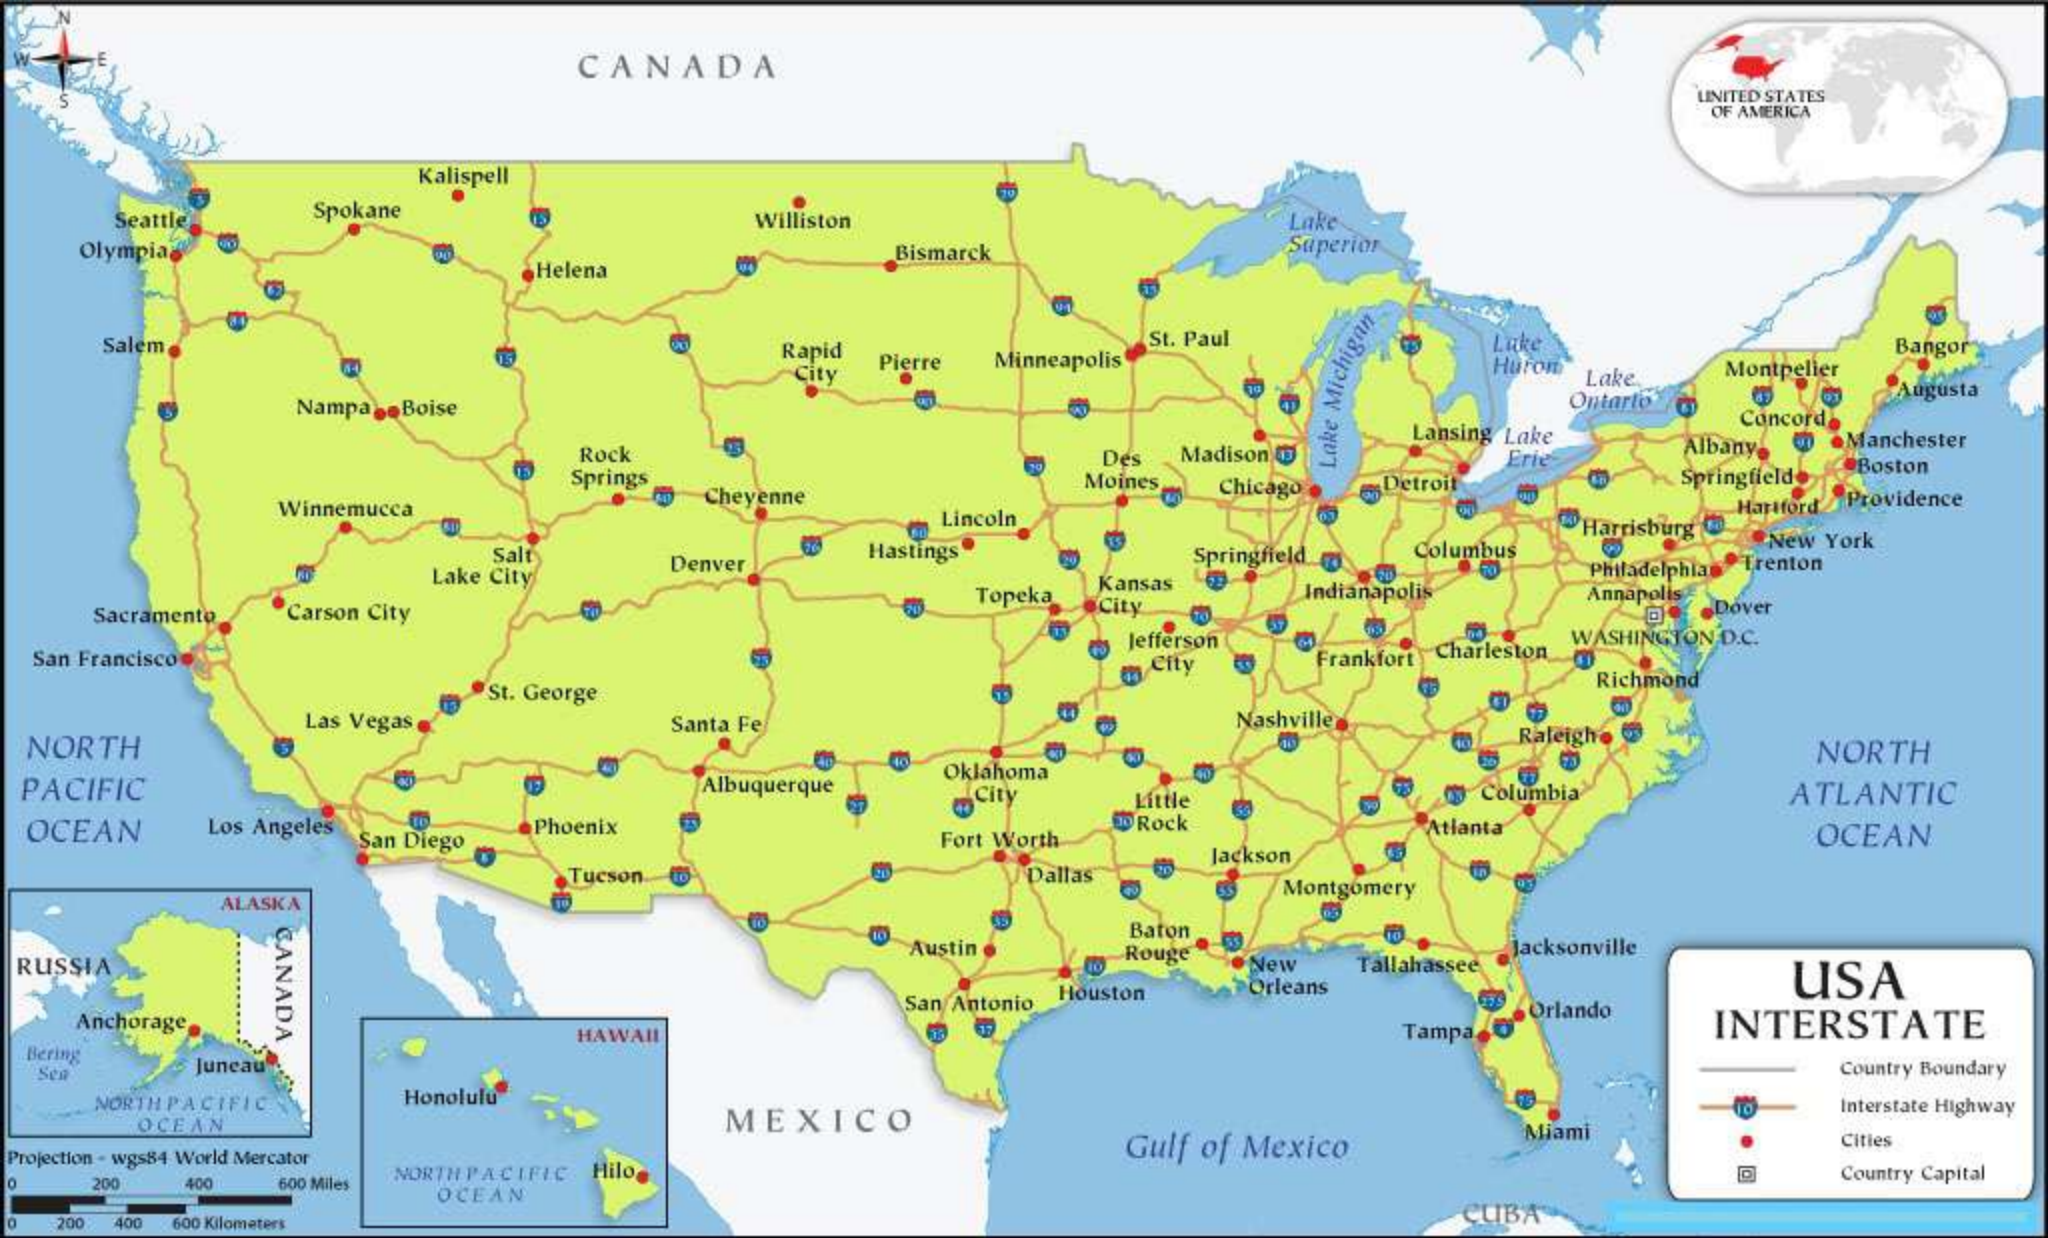 N
W
E
S
CANADA
UNITED STATES
OF AMERICA
Kalispell
Seattle
Spokane
Williston
Olympia
Helena
Bismarck
Lake
Superior
Salem
Rapid
City
Pierre
Minneapolis
St. Paul
Lake Michigan
Lake
Huron
Lake
Ontario
Montpelier
Bangor
Augusta
Nampa
Boise
Concord
Manchester
Lansing
Lake
Erie
Albany
Boston
Madison
Springfield
Rock
Springs
Des
Moines
Chicago
Detroit
Hartford
Providence
Cheyenne
Winnemucca
Lincoln
Harrisburg
New York
Salt
Lake City
Denver
Hastings
Springfield
Columbus
Philadelphia
Trenton
Topeka
Kansas
City
Indianapolis
Annapolis
Dover
Carson City
Sacramento
Jefferson
City
WASHINGTON D.C.
San Francisco
Frankfort
Charleston
Richmond
St. George
Las Vegas
Santa Fe
Nashville
Raleigh
NORTH
PACIFIC
OCEAN
NORTH
ATLANTIC
OCEAN
Albuquerque
Oklahoma
City
Little
Rock
Columbia
Los Angeles
San Diego
Phoenix
Fort Worth
Atlanta
Tucson
Dallas
Jackson
Montgomery
Austin
Baton
Rouge
Jacksonville
San Antonio
Houston
New
Orleans
Tallahassee
Orlando
Tampa
Miami
MEXICO
Gulf of Mexico
CUBA
ALASKA
CANADA
RUSSIA
Anchorage
Bering
Sea
Juneau
NORTH PACIFIC
OCEAN
HAWAII
Honolulu
NORTH PACIFIC
OCEAN
Hilo
Projection - wgs84 World Mercator
0 200 400 600 Miles
0 200 400 600 Kilometers
USA
INTERSTATE
Country Boundary
10 Interstate Highway
Cities
Country Capital